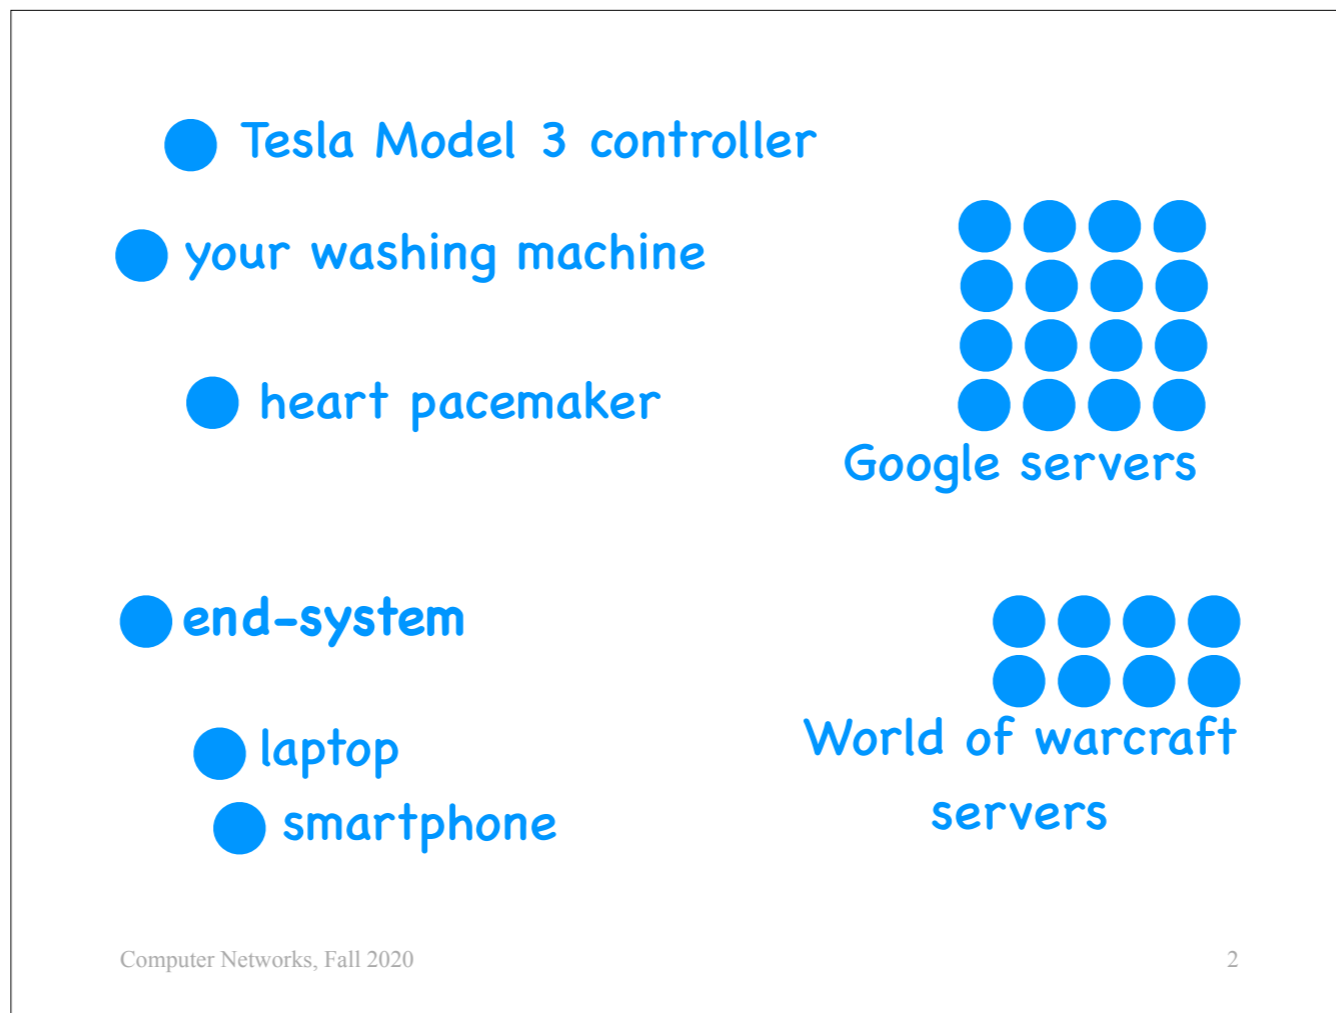 Tesla Model 3 controller
your washing machine
heart pacemaker
Google servers
end-system
laptop
smartphone
World of warcraft
servers
Computer Networks, Fall 2020
2